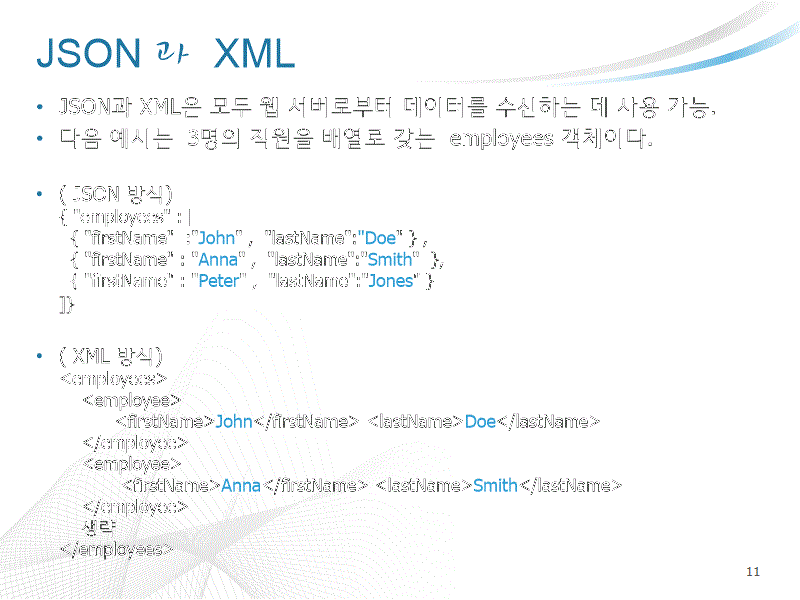 JSON 과 XML
• JSON과 XML은 모두 웹 서버로부터 데이터를 수신하는 데 사용 가능.
• 다음 예시는 3명의 직원을 배열로 갖는 employees 객체이다.
• ( JSON 방식)
{ "employees" : [
{ "firstName" :"John" , "lastName":"Doe" } ,
{ "firstName" : "Anna" , "lastName":"Smith" },
{ "firstName" : "Peter" , "lastName":"Jones" }
]}
• ( XML 방식)
<employees>
<employee>
<firstName>John</firstName> <lastName>Doe</lastName>
</employee>
<employee>
<firstName>Anna</firstName> <lastName>Smith</lastName>
</employee>
생략
</employees>
11